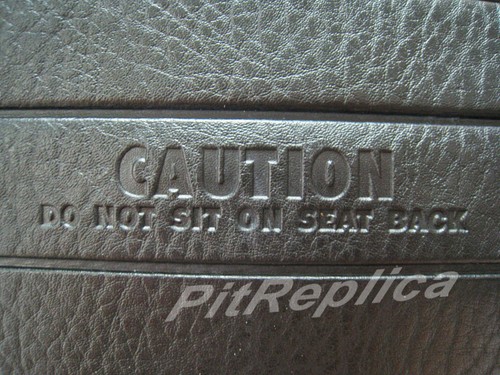 CAUTION
DO NOT SIT ON SEAT BACK
PitReplica